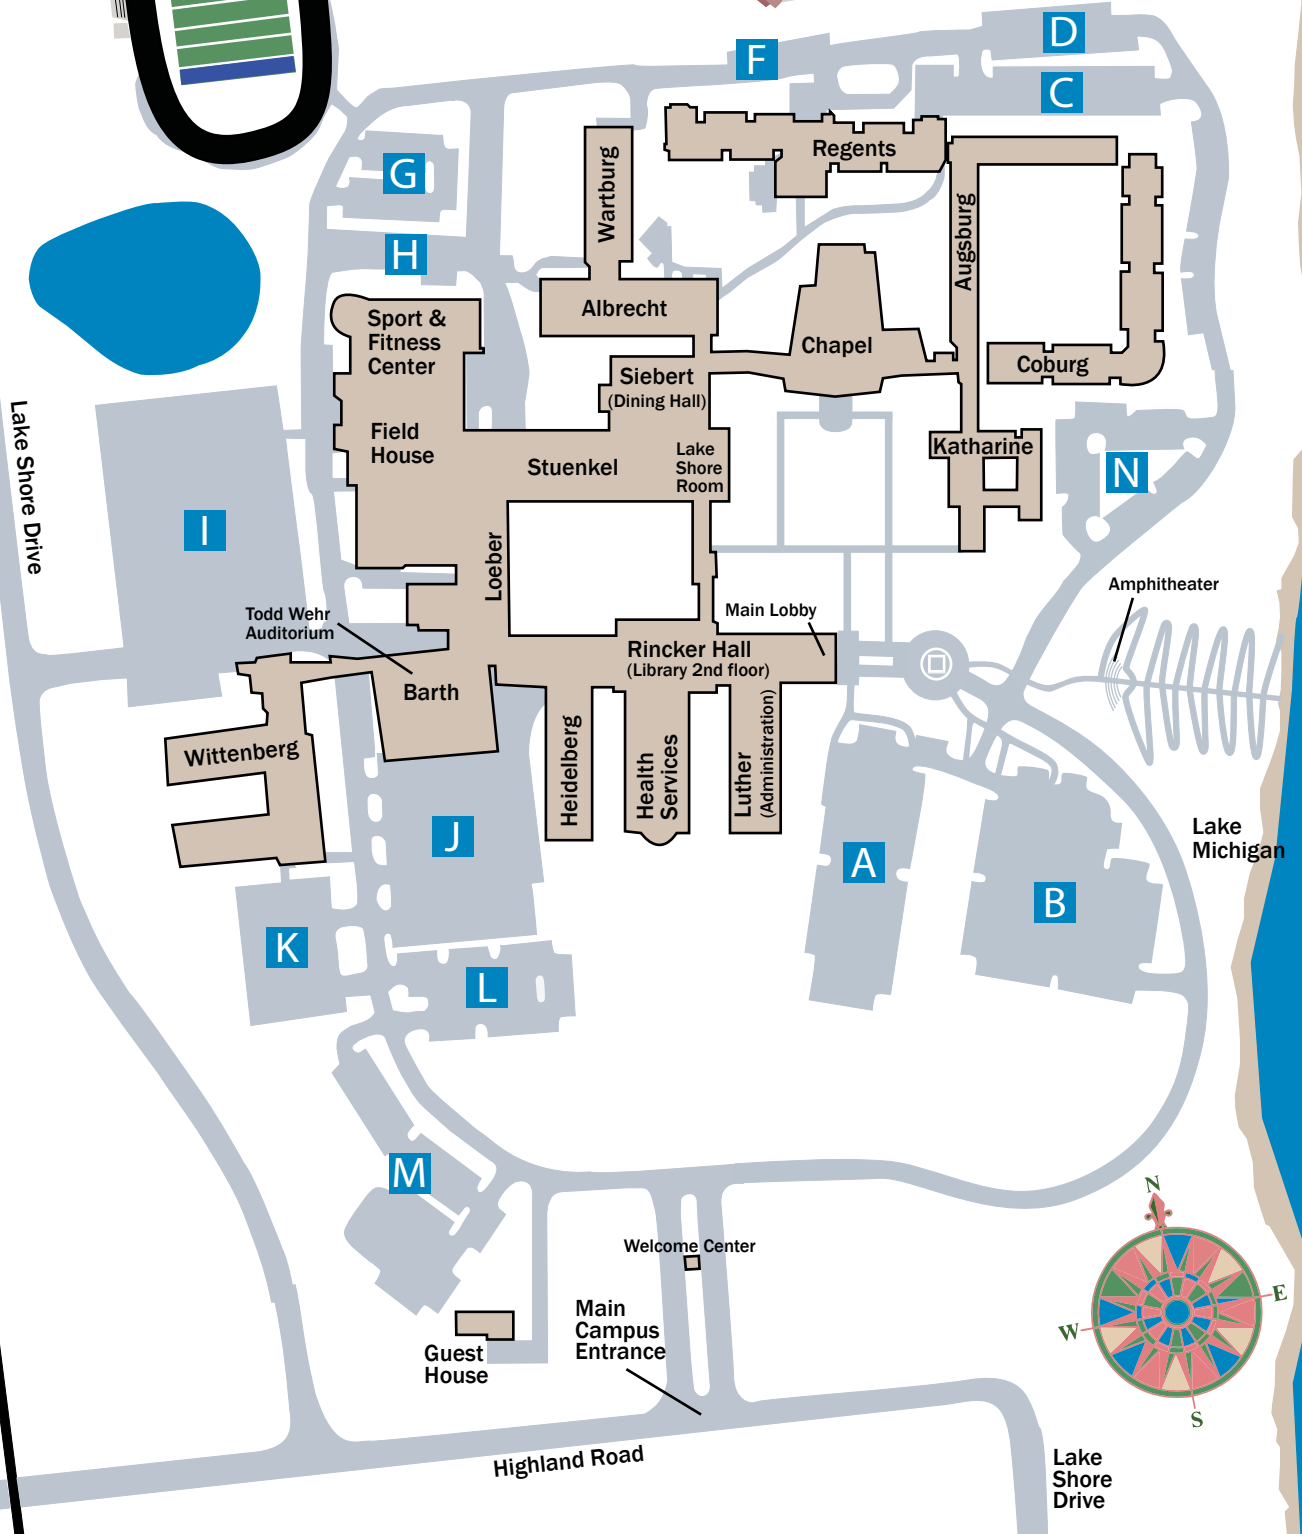 D
F
C
Regents
Wartburg
G
Augsburg
H
Albrecht
Sport &
Fitness
Center
Chapel
Siebert
(Dining Hall)
Coburg
Field
House
Stuenkel
Lake
Shore
Room
Katharine
N
Lake Shore Drive
I
Loeber
Amphitheater
Todd Wehr
Auditorium
Main Lobby
Rincker Hall
(Library 2nd floor)
Barth
Wittenberg
Heidelberg
Health
Services
Luther
(Administration)
J
A
B
Lake
Michigan
K
L
M
N
E
W
S
Welcome Center
Main
Campus
Entrance
Guest
House
Highland Road
Lake
Shore
Drive